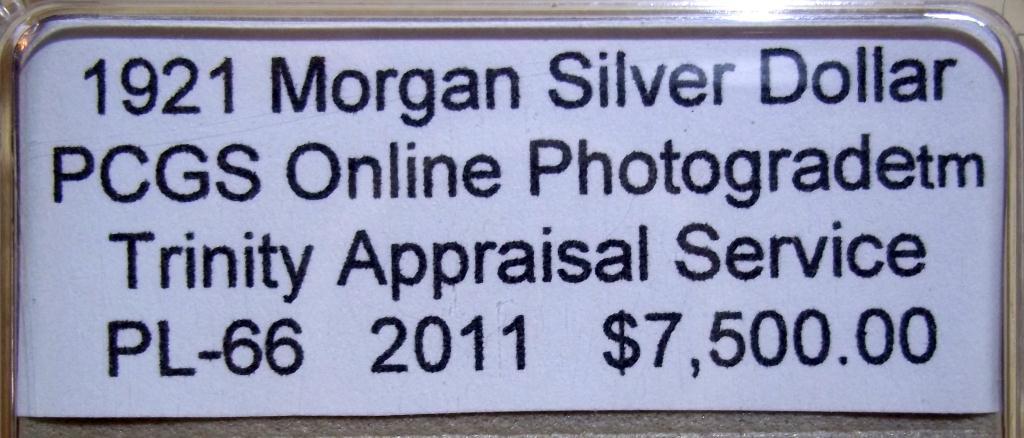 1921 Morgan Silver Dollar
PCGS Online Photogradetm
Trinity Appraisal Service
PL-66 2011 $7,500.00